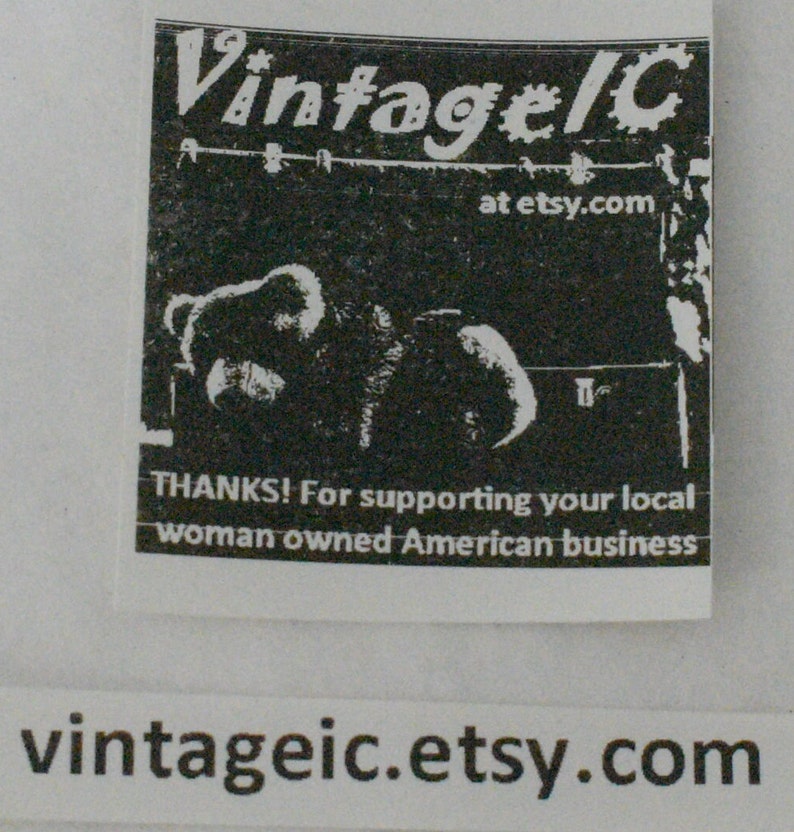 VintageIC
at etsy.com
THANKS! For supporting your local
woman owned American business
vintageic.etsy.com